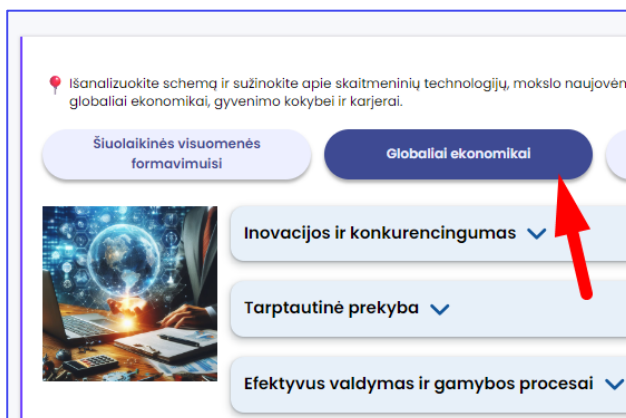 Išanalizuokite schemą ir sužinokite apie skaitmeninių technologijų, mokslo
globaliai ekonomikai, gyvenimo kokybei ir karjerai.
Šiuolaikinės visuomenės
formavimuisi
Globaliai ekonomikai
Inovacijos ir konkurencingumas
Tarptautinė prekyba
Efektyvus valdymas ir gamybos procesai